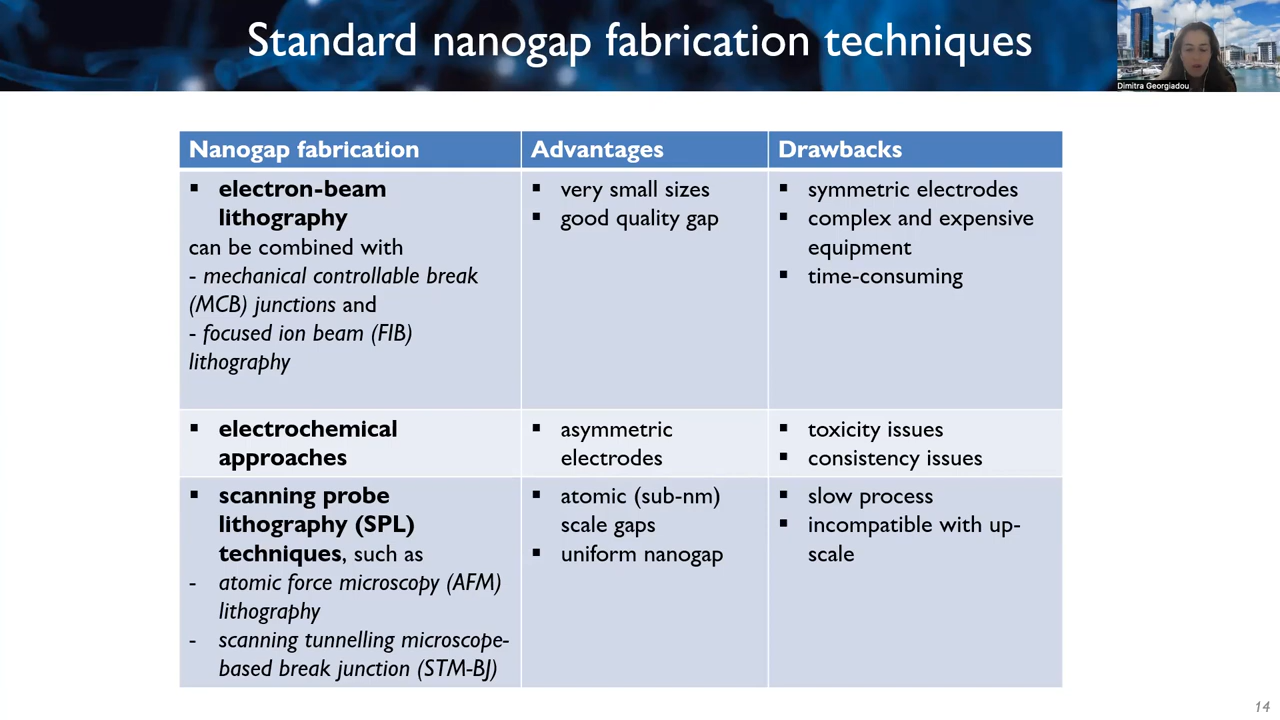 Standard nanogap fabrication techniques
Dimitra Georgiadou
Nanogap fabrication
Advantages
Drawbacks
▪ electron-beam
lithography
can be combined with
- mechanical controllable break
(MCB) junctions and
- focused ion beam (FIB)
lithography
▪ very small sizes
▪ good quality gap
▪ symmetric electrodes
▪ complex and expensive
equipment
▪ time-consuming
▪ electrochemical
approaches
▪ asymmetric
electrodes
▪ toxicity issues
▪ consistency issues
▪ scanning probe
lithography (SPL)
techniques, such as
- atomic force microscopy (AFM)
lithography
- scanning tunnelling microscope-
based break junction (STM-BJ)
▪ atomic (sub-nm)
scale gaps
▪ uniform nanogap
▪ slow process
▪ incompatible with up-
scale
14